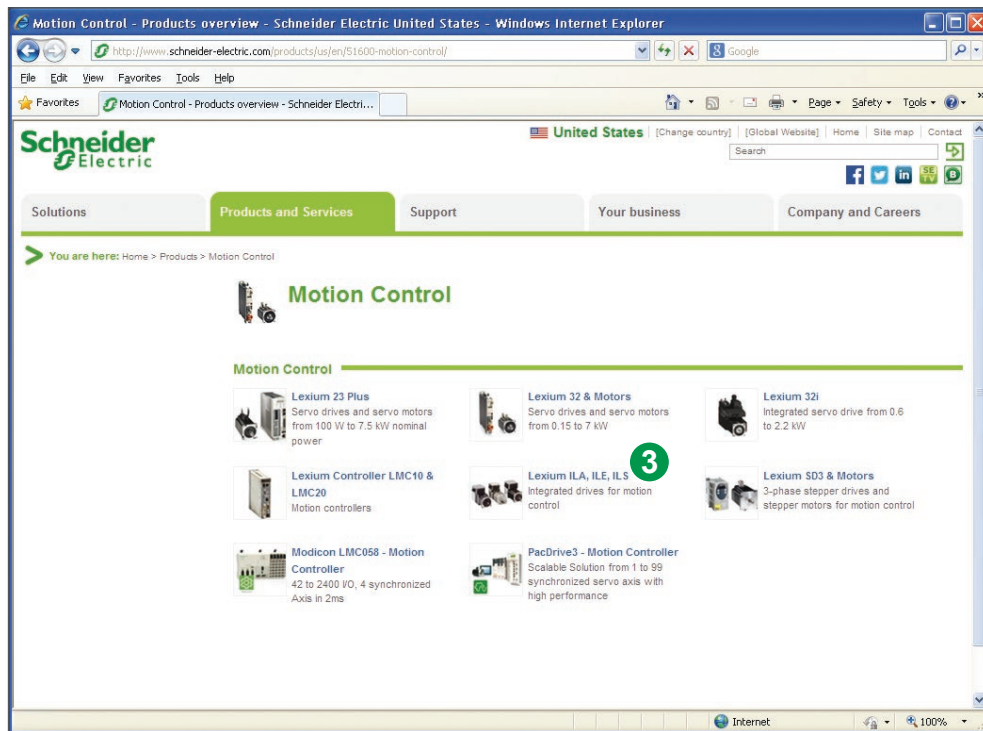 Motion Control - Products overview - Schneider Electric United States - Windows Internet Explorer
http://www.schneider-electric.com/products/us/en/51600-motion-control/
Google
File Edit View Favorites Tools Help
Favorites
Motion Control - Products overview - Schneider Electri...
Page Safety Tools
Schneider
Electric
United States [Change country] [Global Website] Home Site map Contact
Search
SE TV
B
Solutions Products and Services Support Your business Company and Careers
You are here: Home > Products > Motion Control
Motion Control
Motion Control
Lexium 23 Plus
Servo drives and servo motors
from 100 W to 7.5 kW nominal
power
Lexium 32 & Motors
Servo drives and servo motors
from 0.15 to 7 kW
Lexium 32i
Integrated servo drive from 0.6
to 2.2 kW
Lexium Controller LMC10 &
LMC20
Motion controllers
Lexium ILA, ILE, ILS
3
Integrated drives for motion
control
Lexium SD3 & Motors
3-phase stepper drives and
stepper motors for motion control
Modicon LMC058 - Motion
Controller
42 to 2400 I/O, 4 synchronized
Axis in 2ms
PacDrive3 - Motion Controller
Scalable Solution from 1 to 99
synchronized servo axis with
high performance
Internet
100%